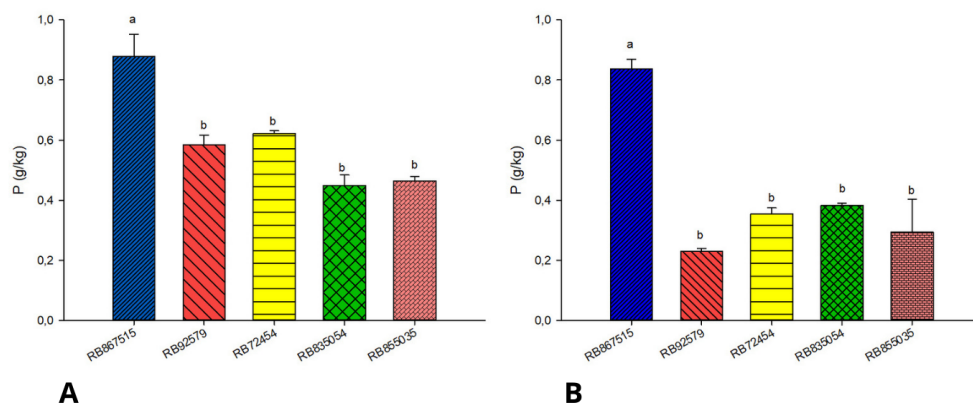 1,0
a
0,8
b
b
0,6
b
b
P (g/kg)
0,4
0,2
0,0
RB867515
RB92579
RB72454
RB835054
RB855035
A
1,0
a
0,8
0,6
P (g/kg)
b
b
b
b
0,4
0,2
0,0
RB867515
RB92579
RB72454
RB835054
RB855035
B